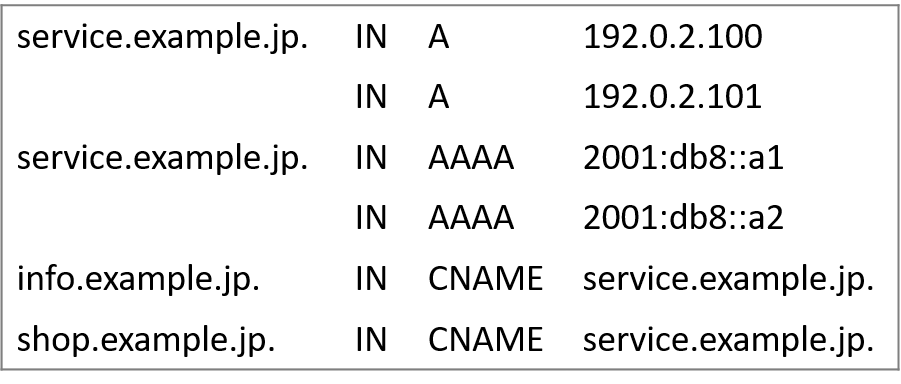 service.example.jp. IN A 192.0.2.100
IN A 192.0.2.101
service.example.jp. IN AAAA 2001:db8::a1
IN AAAA 2001:db8::a2
info.example.jp. IN CNAME service.example.jp.
shop.example.jp. IN CNAME service.example.jp.